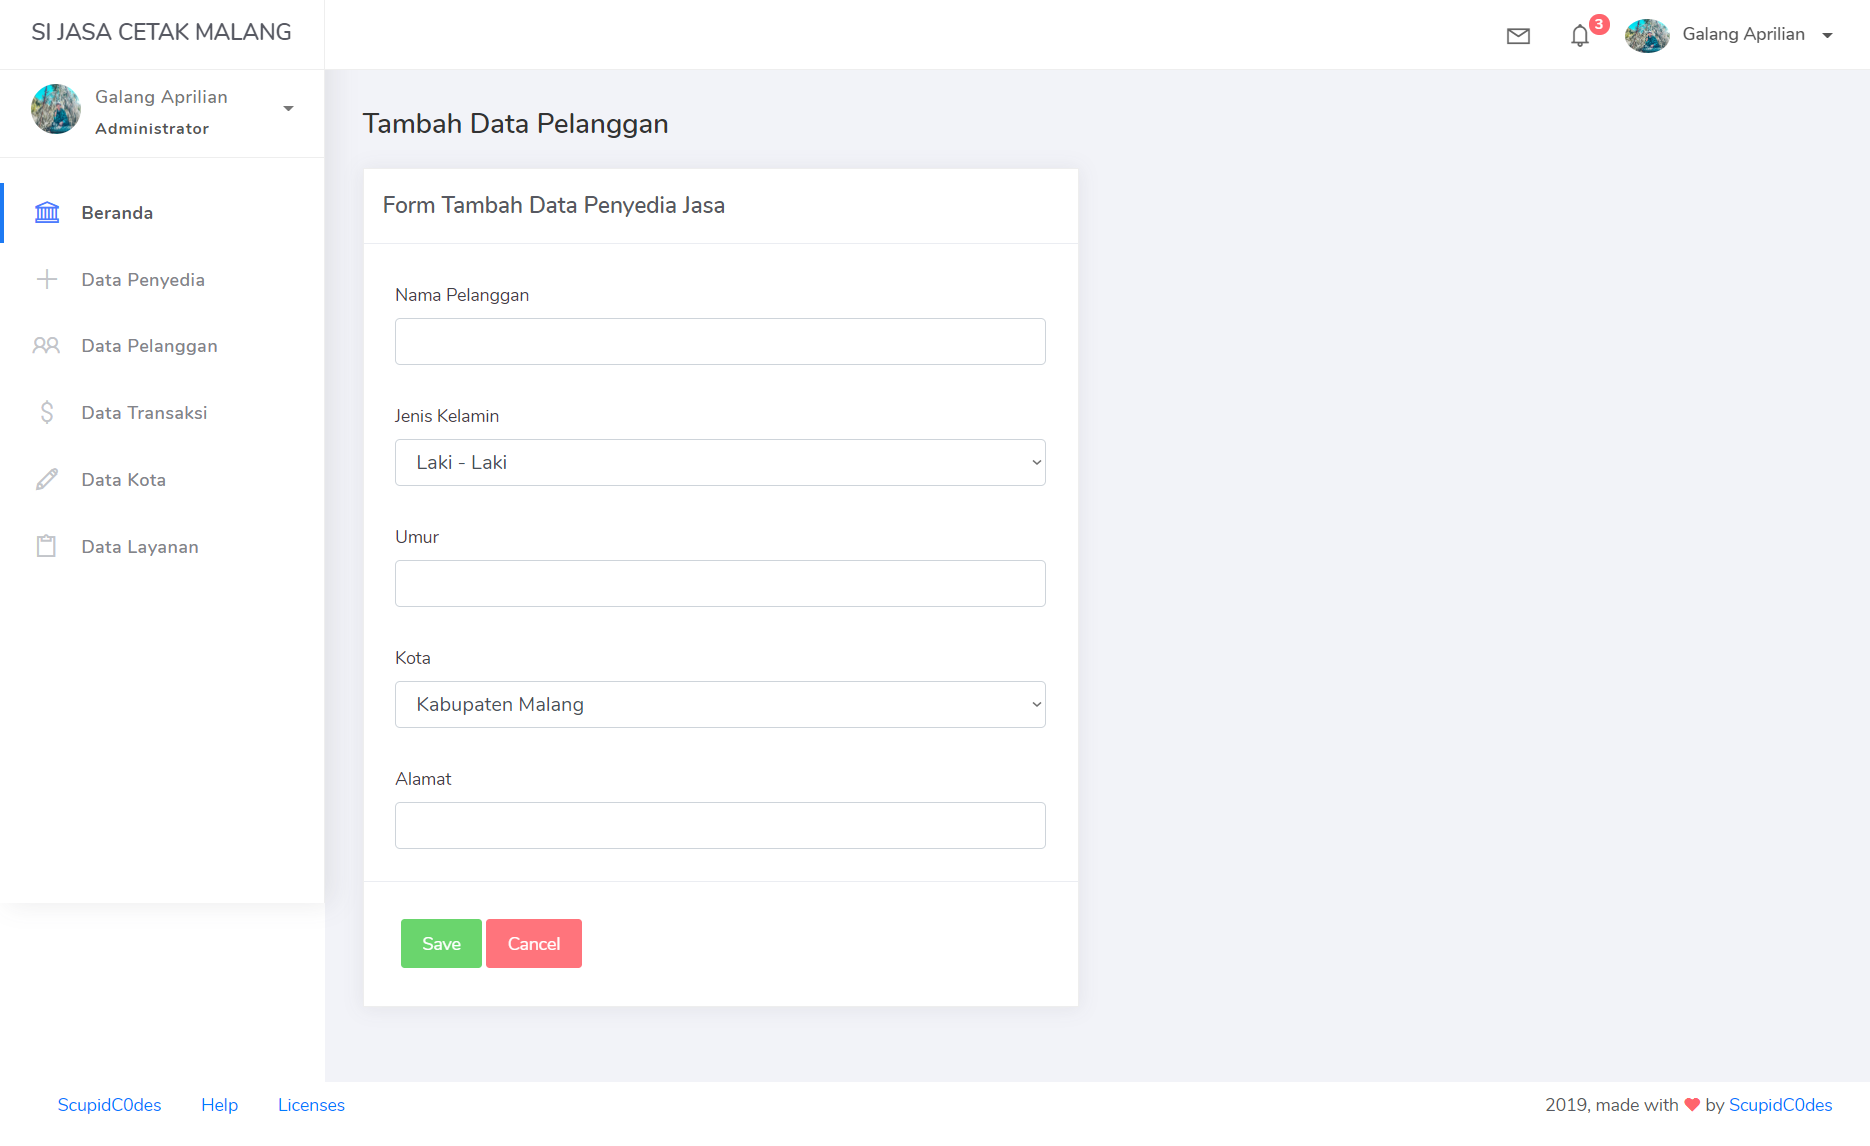 SI JASA CETAK MALANG
3
Galang Aprilian
Galang Aprilian
Administrator
Beranda
Data Penyedia
Data Pelanggan
Data Transaksi
Data Kota
Data Layanan
Tambah Data Pelanggan
Form Tambah Data Penyedia Jasa
Nama Pelanggan
Jenis Kelamin
Laki - Laki
Umur
Kota
Kabupaten Malang
Alamat
Save Cancel
ScupidC0des Help Licenses
2019, made with ❤ by ScupidC0des